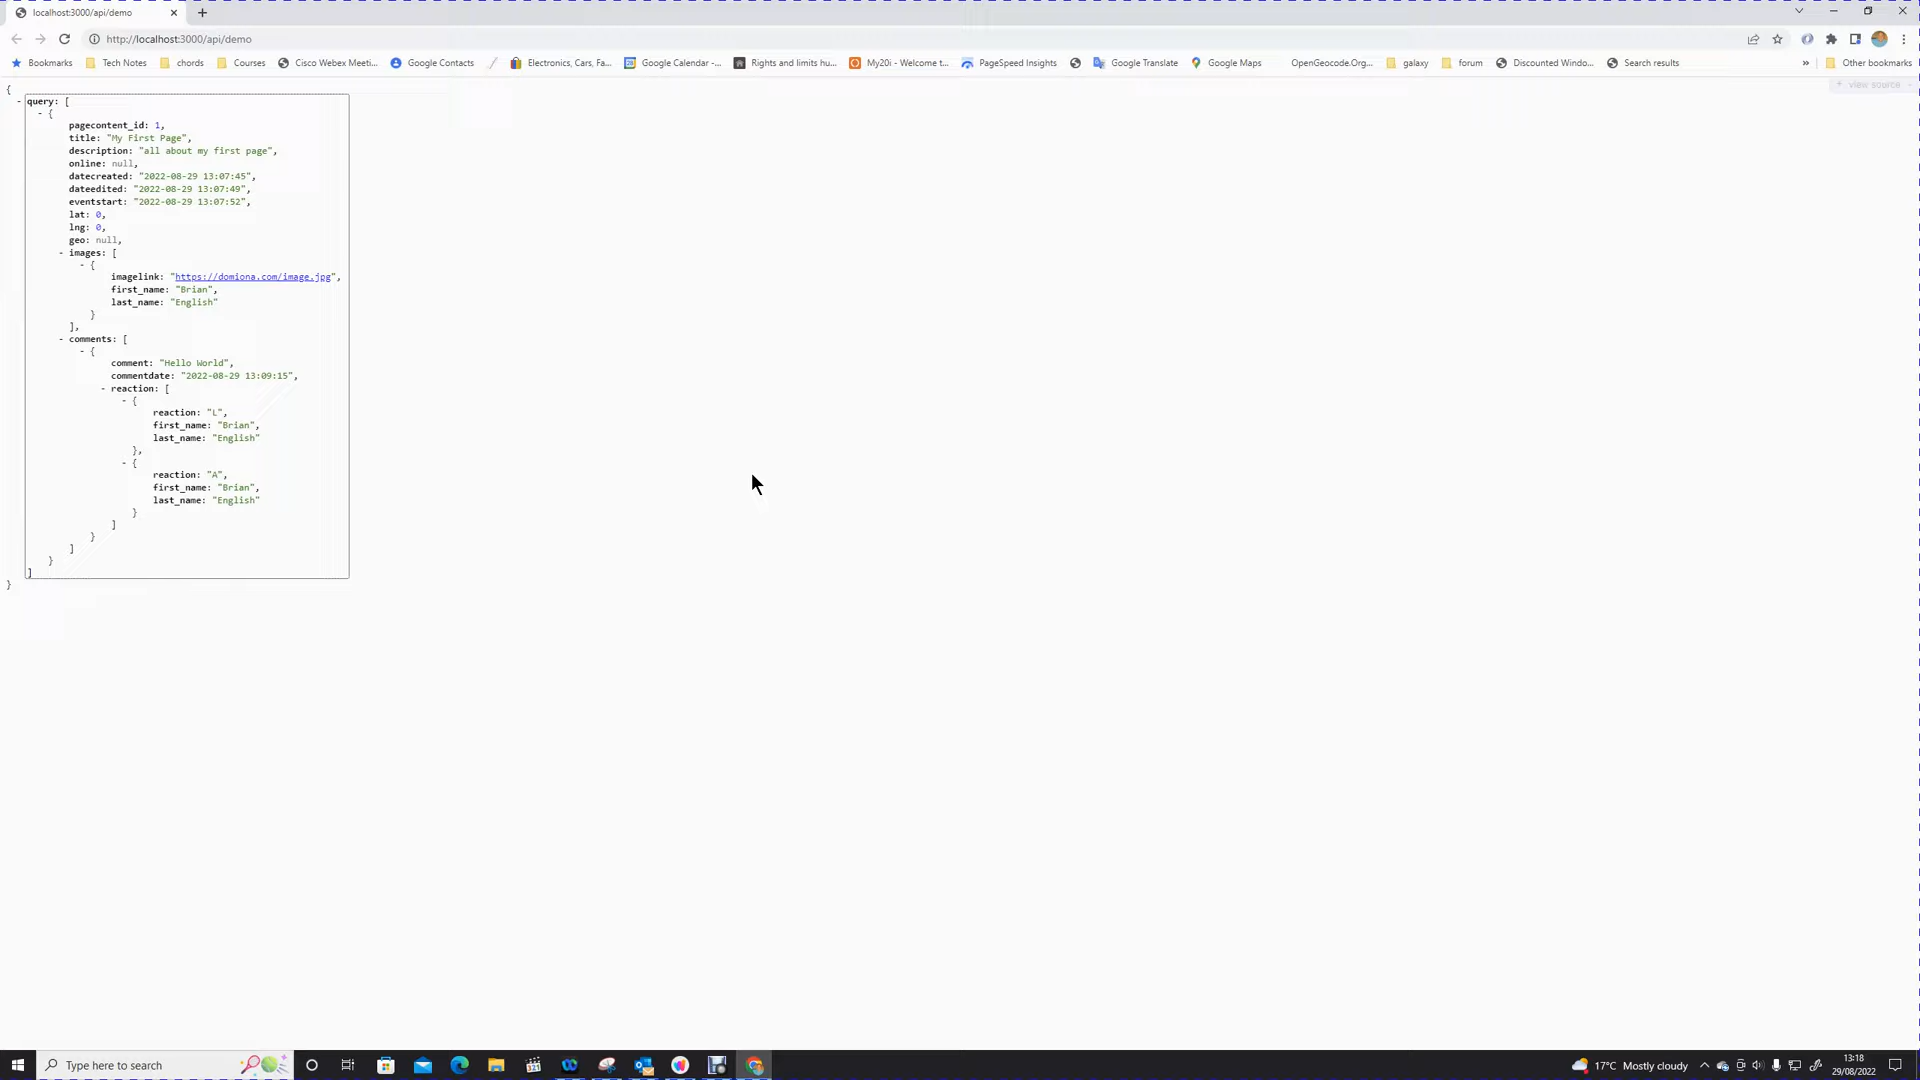 localhost:3000/api/demo
http://localhost:3000/api/demo
Bookmarks Tech Notes chords Courses Cisco Webex Meeti... Google Contacts Electronics, Cars, Fa... Google Calendar -... Rights and limits hu... My20i - Welcome t... PageSpeed Insights Google Translate Google Maps OpenGeocode.Org... galaxy forum Discounted Windo... Search results » Other bookmarks
+ view source
{
- query: [
- {
pagecontent_id: 1,
title: "My First Page",
description: "all about my first page",
online: null,
datecreated: "2022-08-29 13:07:45",
dateedited: "2022-08-29 13:07:49",
eventstart: "2022-08-29 13:07:52",
lat: 0,
lng: 0,
geo: null,
- images: [
- {
imagelink: "https://domiona.com/image.jpg",
first_name: "Brian",
last_name: "English"
}
],
- comments: [
- {
comment: "Hello World",
commentdate: "2022-08-29 13:09:15",
- reaction: [
- {
reaction: "L",
first_name: "Brian",
last_name: "English"
},
- {
reaction: "A",
first_name: "Brian",
last_name: "English"
}
]
}
]
}
]
}
Type here to search
17°C Mostly cloudy
13:18
29/08/2022